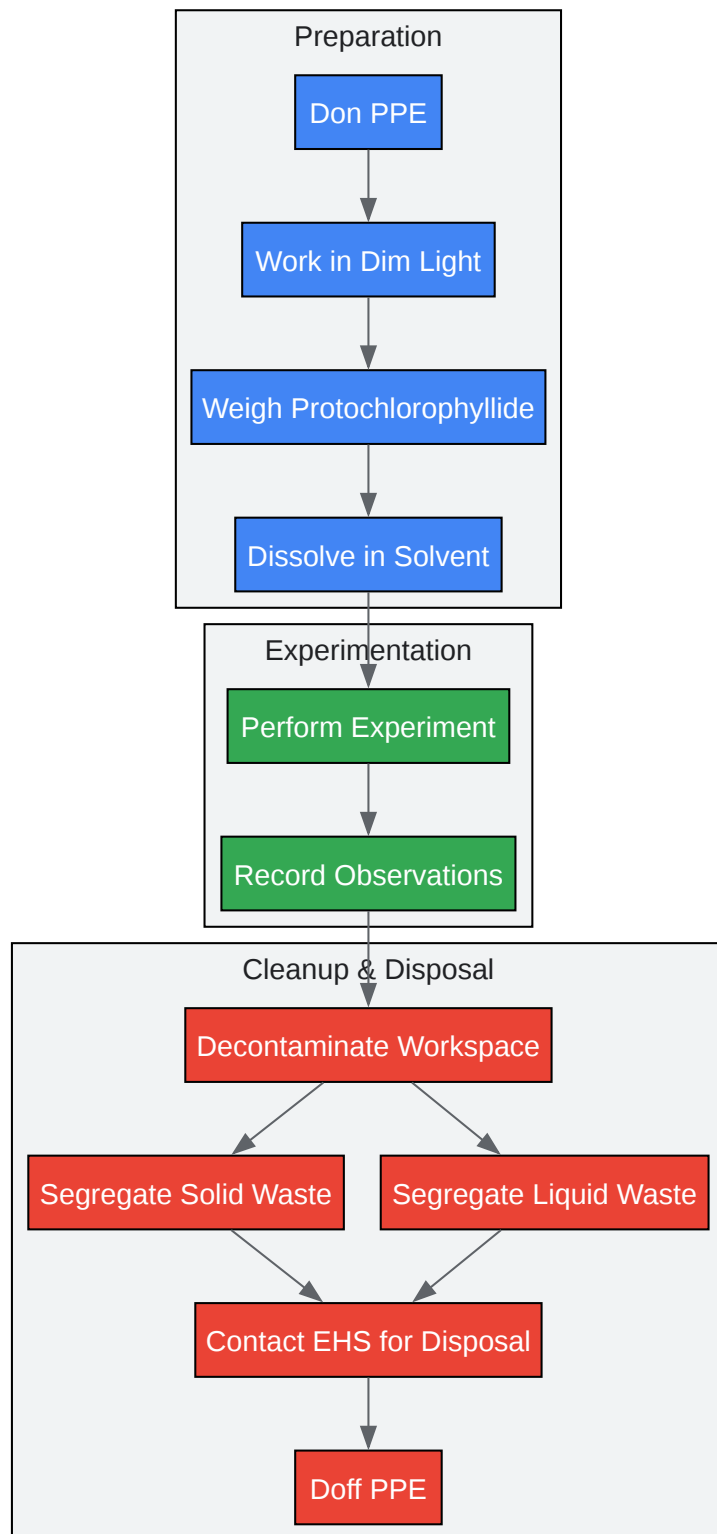 Preparation
Don PPE
Work in Dim Light
Weigh Protochlorophyllide
Dissolve in Solvent
Experimentation
Perform Experiment
Record Observations
Cleanup & Disposal
Decontaminate Workspace
Segregate Solid Waste
Segregate Liquid Waste
Contact EHS for Disposal
Doff PPE